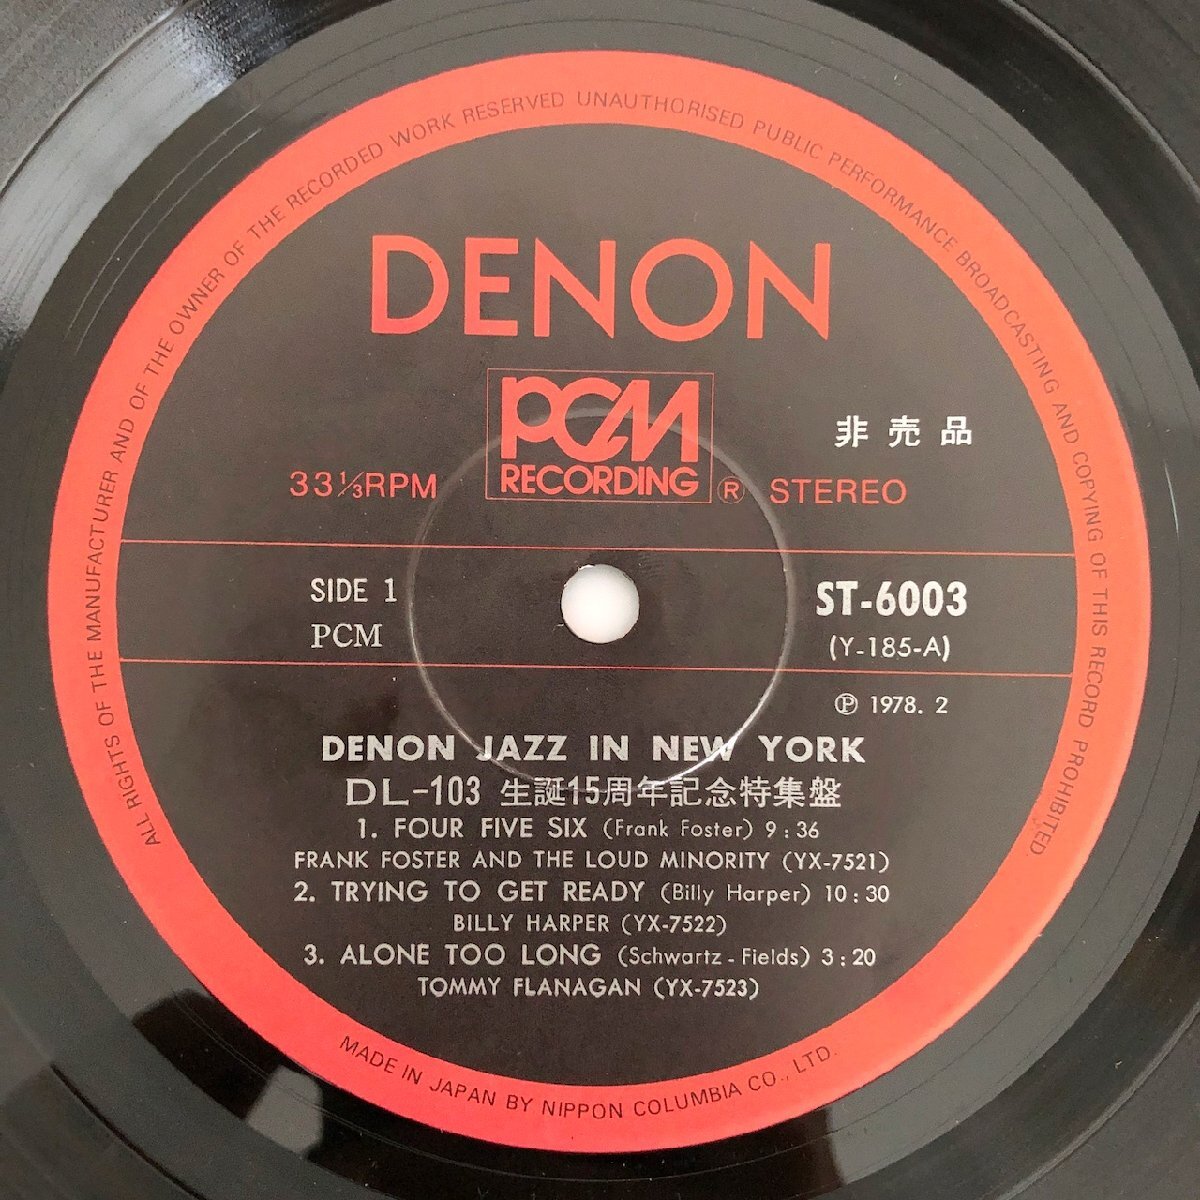 ALL RIGHTS OF THE MANUFACTURER AND OF THE OWNER OF THE RECORDED WORK RESERVED UNAUTHORISED PUBLIC PERFORMANCE BROADCASTING AND COPYING OF THIS RECORD PROHIBITED
DENON
PCM
RECORDING
非売品
33⅓RPM
® STEREO
SIDE 1
PCM
ST-6003
(Y-185-A)
℗ 1978. 2
DENON JAZZ IN NEW YORK
DL-103 生誕15周年記念特集盤
1. FOUR FIVE SIX (Frank Foster) 9:36
FRANK FOSTER AND THE LOUD MINORITY (YX-7521)
2. TRYING TO GET READY (Billy Harper) 10:30
BILLY HARPER (YX-7522)
3. ALONE TOO LONG (Schwartz-Fields) 3:20
TOMMY FLANAGAN (YX-7523)
MADE IN JAPAN BY NIPPON COLUMBIA CO., LTD.